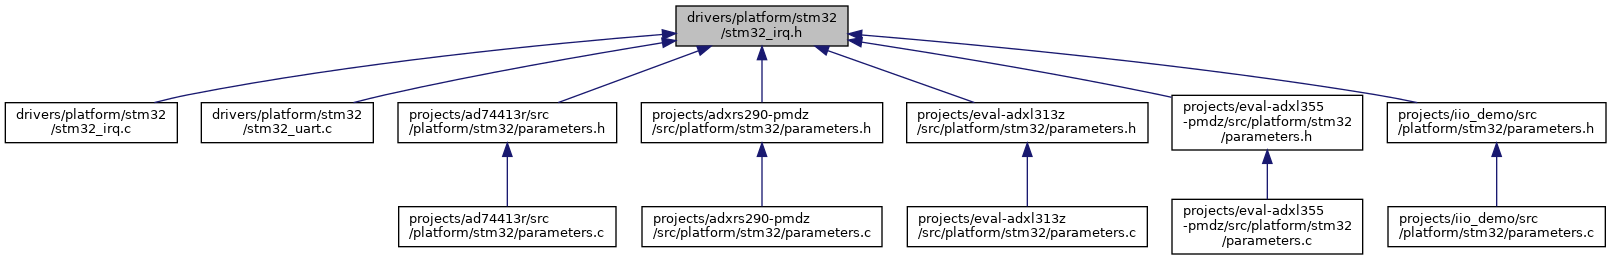 drivers/platform/stm32
/stm32_irq.h
drivers/platform/stm32
/stm32_irq.c
drivers/platform/stm32
/stm32_uart.c
projects/ad74413r/src
/platform/stm32/parameters.h
projects/adxrs290-pmdz
/src/platform/stm32/parameters.h
projects/eval-adxl313z
/src/platform/stm32/parameters.h
projects/eval-adxl355
-pmdz/src/platform/stm32
/parameters.h
projects/iio_demo/src
/platform/stm32/parameters.h
projects/ad74413r/src
/platform/stm32/parameters.c
projects/adxrs290-pmdz
/src/platform/stm32/parameters.c
projects/eval-adxl313z
/src/platform/stm32/parameters.c
projects/eval-adxl355
-pmdz/src/platform/stm32
/parameters.c
projects/iio_demo/src
/platform/stm32/parameters.c